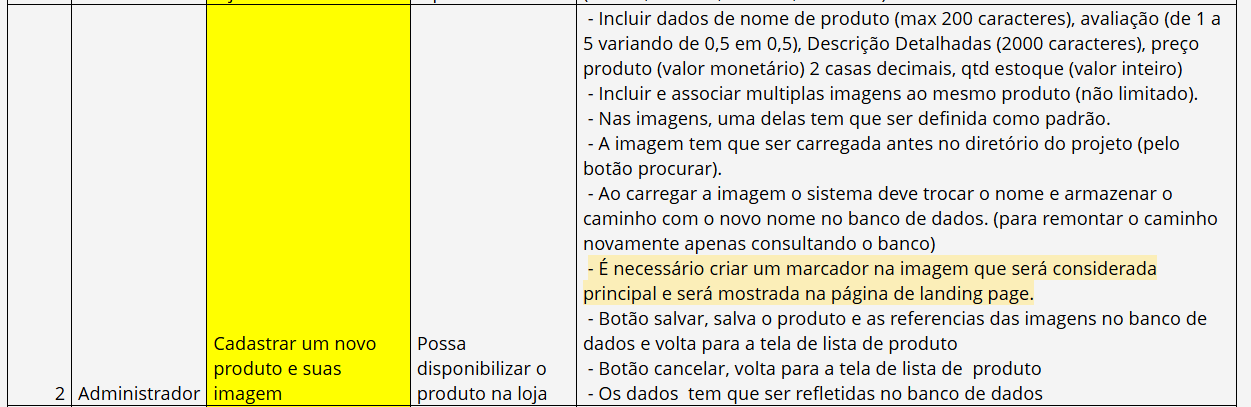 - Incluir dados de nome de produto (max 200 caracteres), avaliação (de 1 a
5 variando de 0,5 em 0,5), Descrição Detalhadas (2000 caracteres), preço
produto (valor monetário) 2 casas decimais, qtd estoque (valor inteiro)
- Incluir e associar multiplas imagens ao mesmo produto (não limitado).
- Nas imagens, uma delas tem que ser definida como padrão.
- A imagem tem que ser carregada antes no diretório do projeto (pelo
botão procurar).
- Ao carregar a imagem o sistema deve trocar o nome e armazenar o
caminho com o novo nome no banco de dados. (para remontar o caminho
novamente apenas consultando o banco)
- É necessário criar um marcador na imagem que será considerada
principal e será mostrada na página de landing page.
- Botão salvar, salva o produto e as referencias das imagens no banco de
dados e volta para a tela de lista de produto
- Botão cancelar, volta para a tela de lista de  produto
- Os dados  tem que ser refletidas no banco de dados
2
Administrador
Cadastrar um novo
produto e suas
imagem
Possa
disponibilizar o
produto na loja